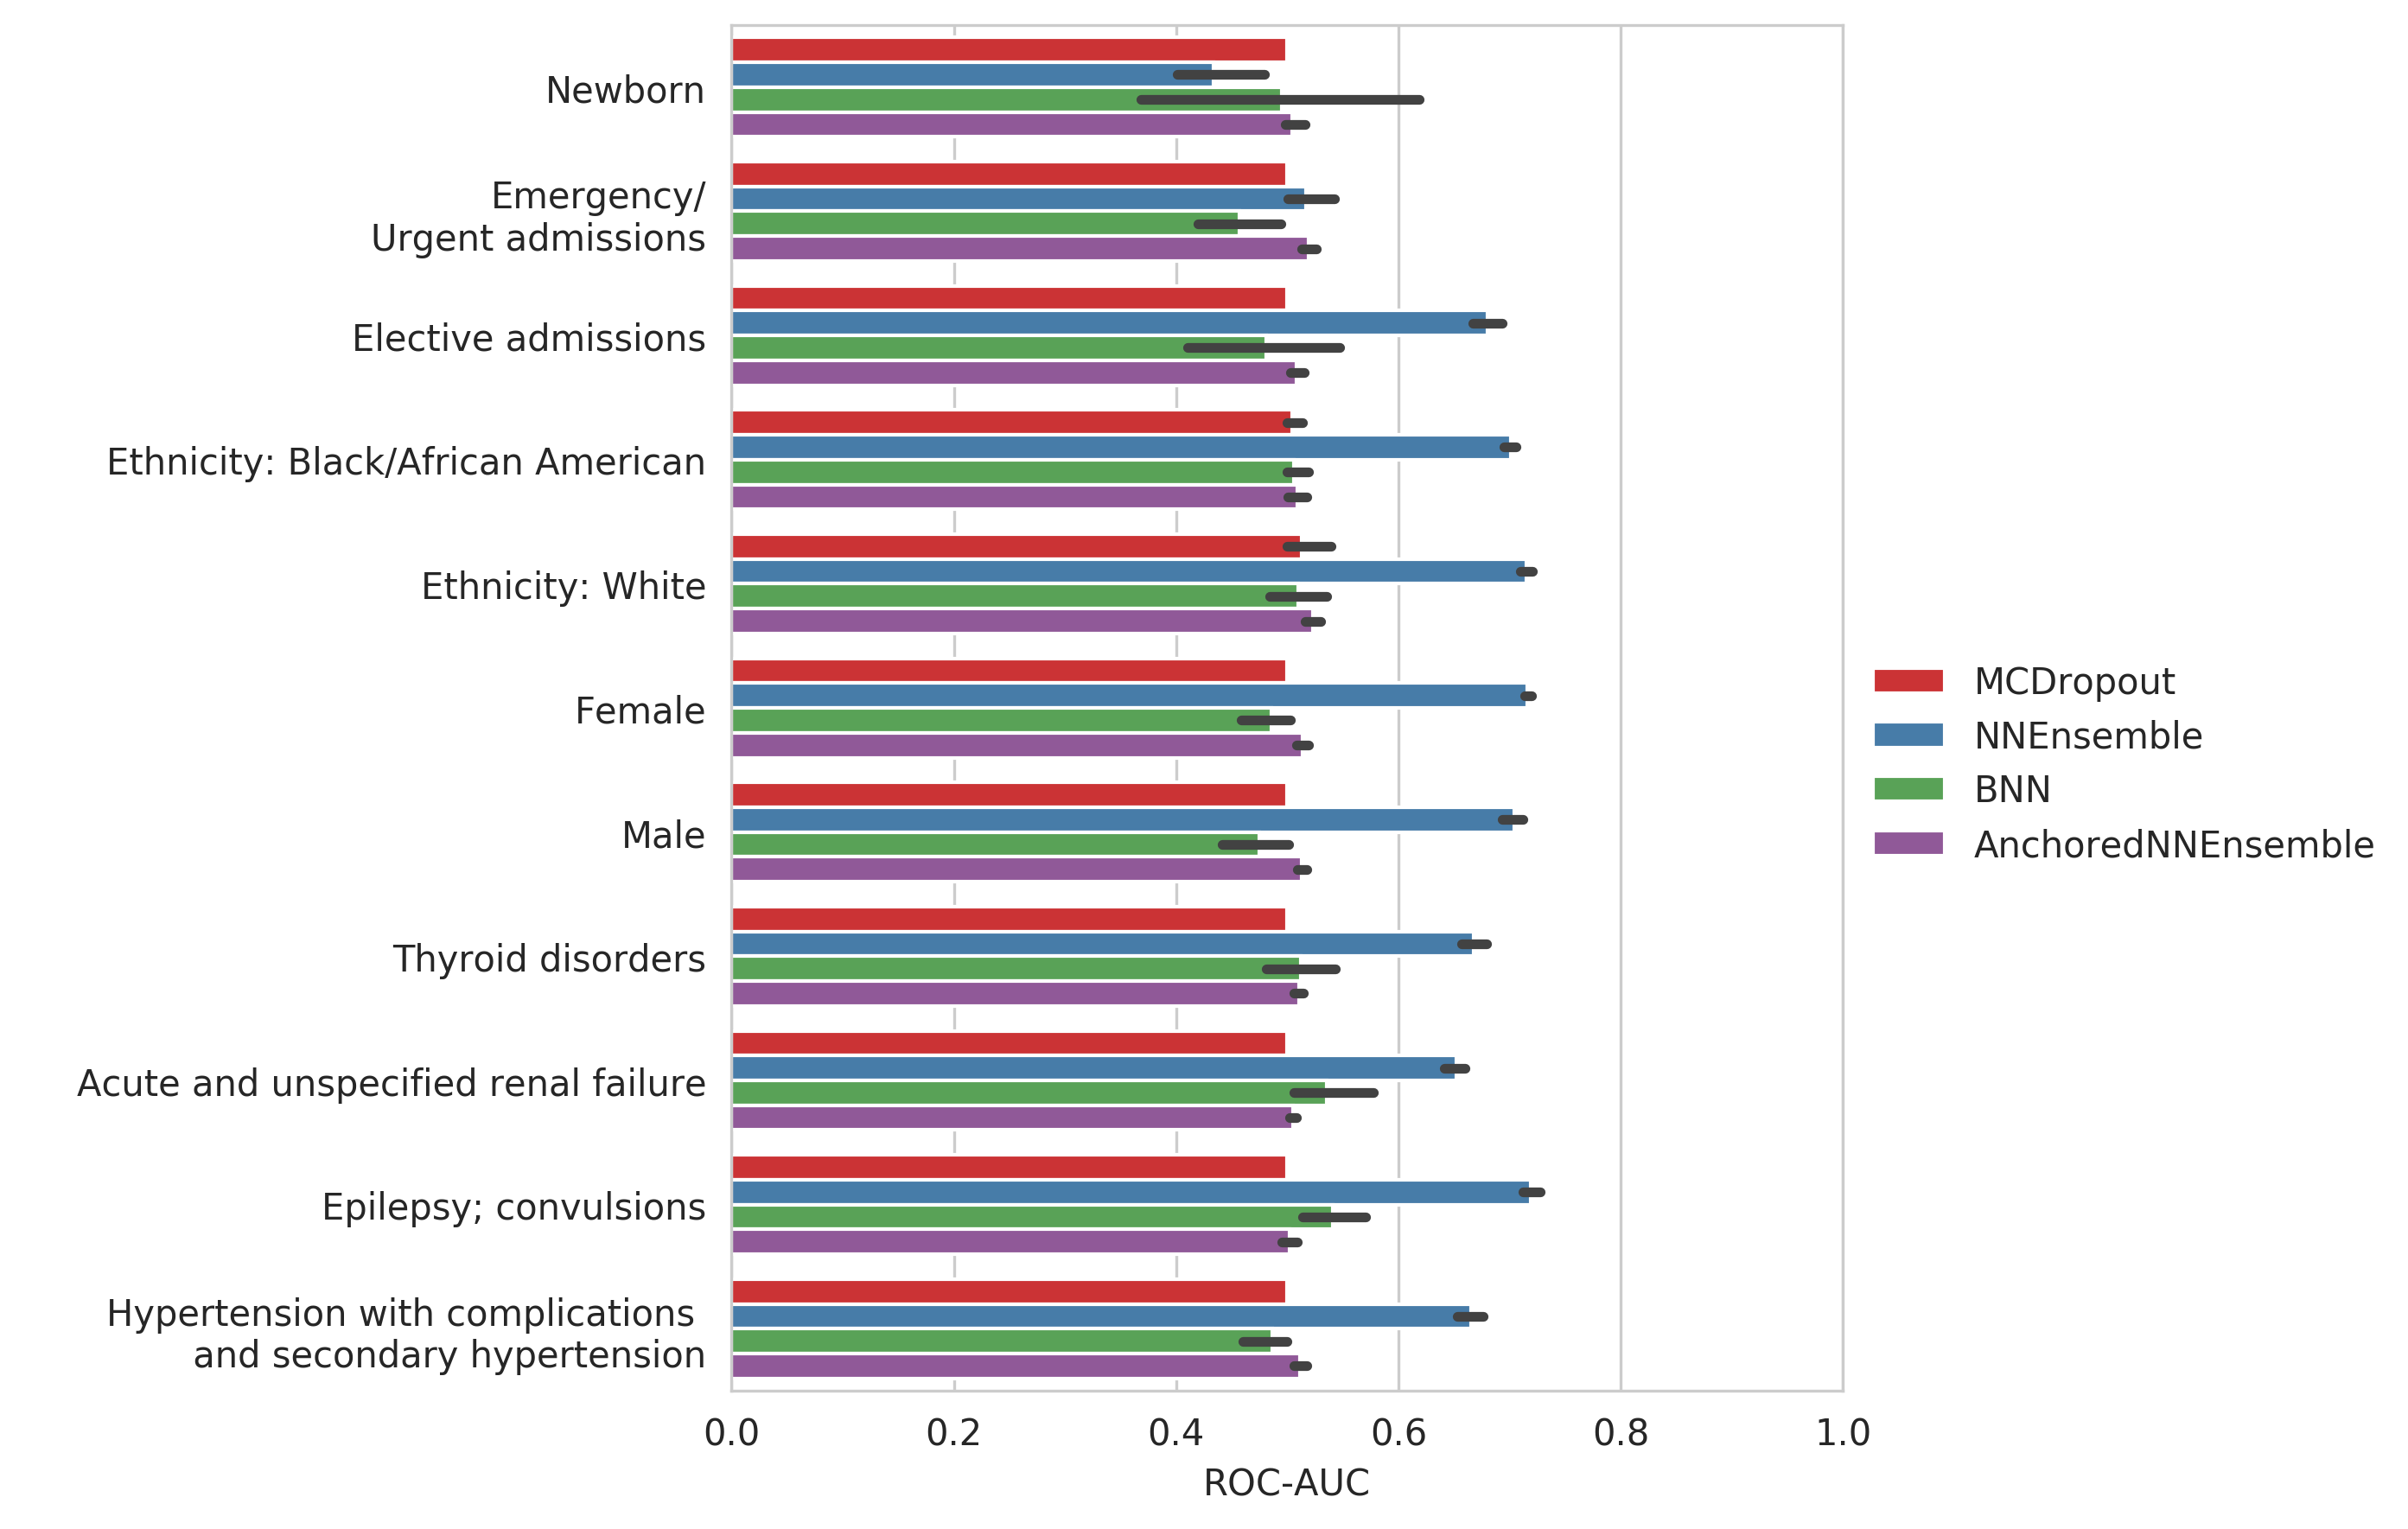 Newborn
Emergency/
Urgent admissions
Elective admissions
Ethnicity: Black/African American
Ethnicity: White
Female
Male
Thyroid disorders
Acute and unspecified renal failure
Epilepsy; convulsions
Hypertension with complications
and secondary hypertension
0.0 0.2 0.4 0.6 0.8 1.0
ROC-AUC
MCDropout
NNEnsemble
BNN
AnchoredNNEnsemble